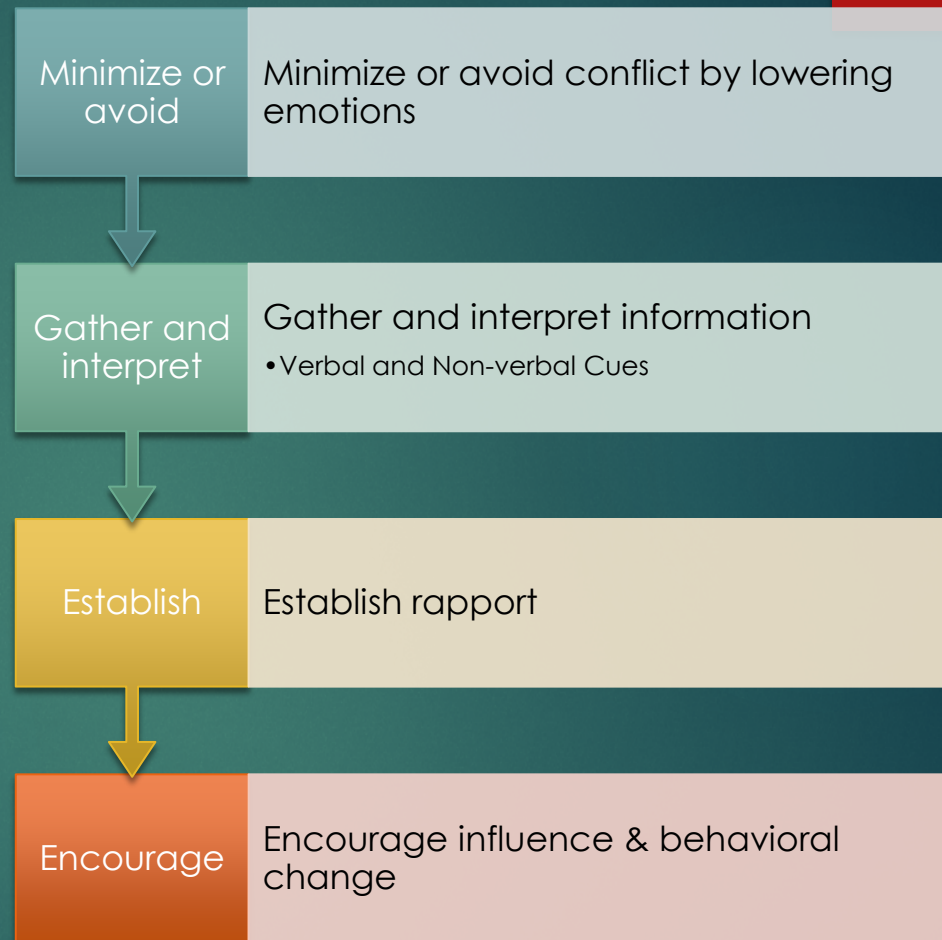 Minimize or
avoid
Minimize or avoid conflict by lowering
emotions
Gather and
interpret
Gather and interpret information
•Verbal and Non-verbal Cues
Establish
Establish rapport
Encourage
Encourage influence & behavioral
change